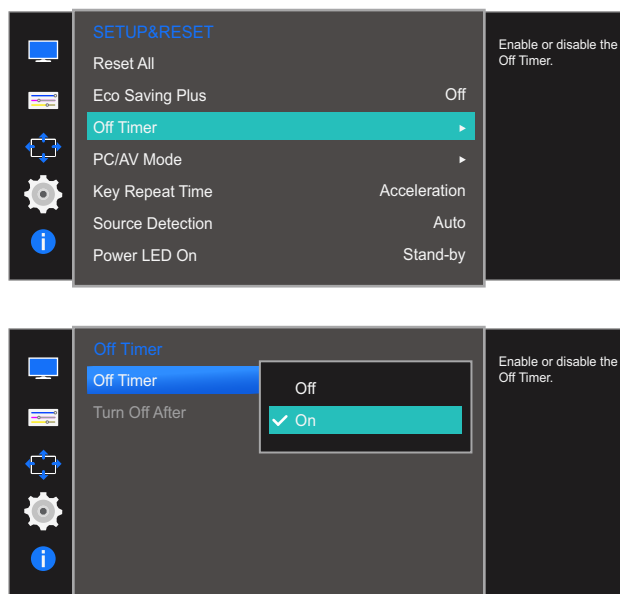 SETUP&RESET
Reset All
Eco Saving Plus Off
Off Timer
PC/AV Mode
Key Repeat Time Acceleration
Source Detection Auto
Power LED On Stand-by
Enable or disable the
Off Timer.
Off Timer
Off Timer
Turn Off After
Off
On
Enable or disable the
Off Timer.